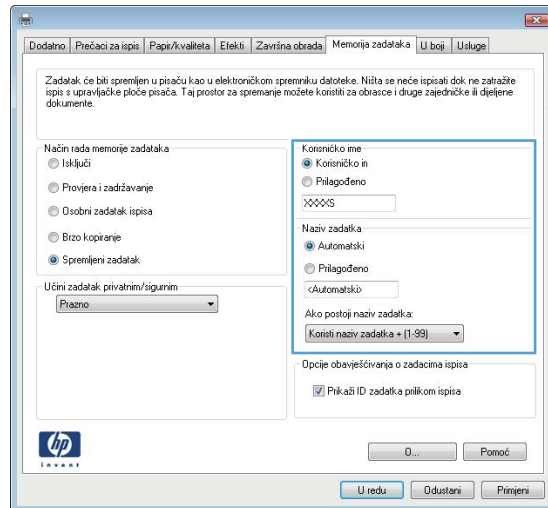 Dodatno Prečaci za ispis Papir/kvaliteta Efekti Završna obrada Memorija zadataka U boji Usluge
Zadatak će biti spremljen u pisaču kao u elektroničkom spremniku datoteke. Ništa se neće ispisati dok ne zatražite
ispis s upravljačke ploče pisača. Taj prostor za spremanje možete koristiti za obrasce i druge zajedničke ili dijeljene
dokumente.
Način rada memorije zadataka
Isključi
Provjera i zadržavanje
Osobni zadatak ispisa
Brzo kopiranje
Spremljeni zadatak
Učini zadatak privatnim/sigurnim
Prazno
Korisničko ime
Korisničko in
Prilagođeno
XXXXS
Naziv zadatka
Automatski
Prilagođeno
<Automatski>
Ako postoji naziv zadatka:
Koristi naziv zadatka + (1-99)
Opcije obavješćivanja o zadacima ispisa
Prikaži ID zadatka prilikom ispisa
hp
invent
O... Pomoć
U redu Odustani Primjeni